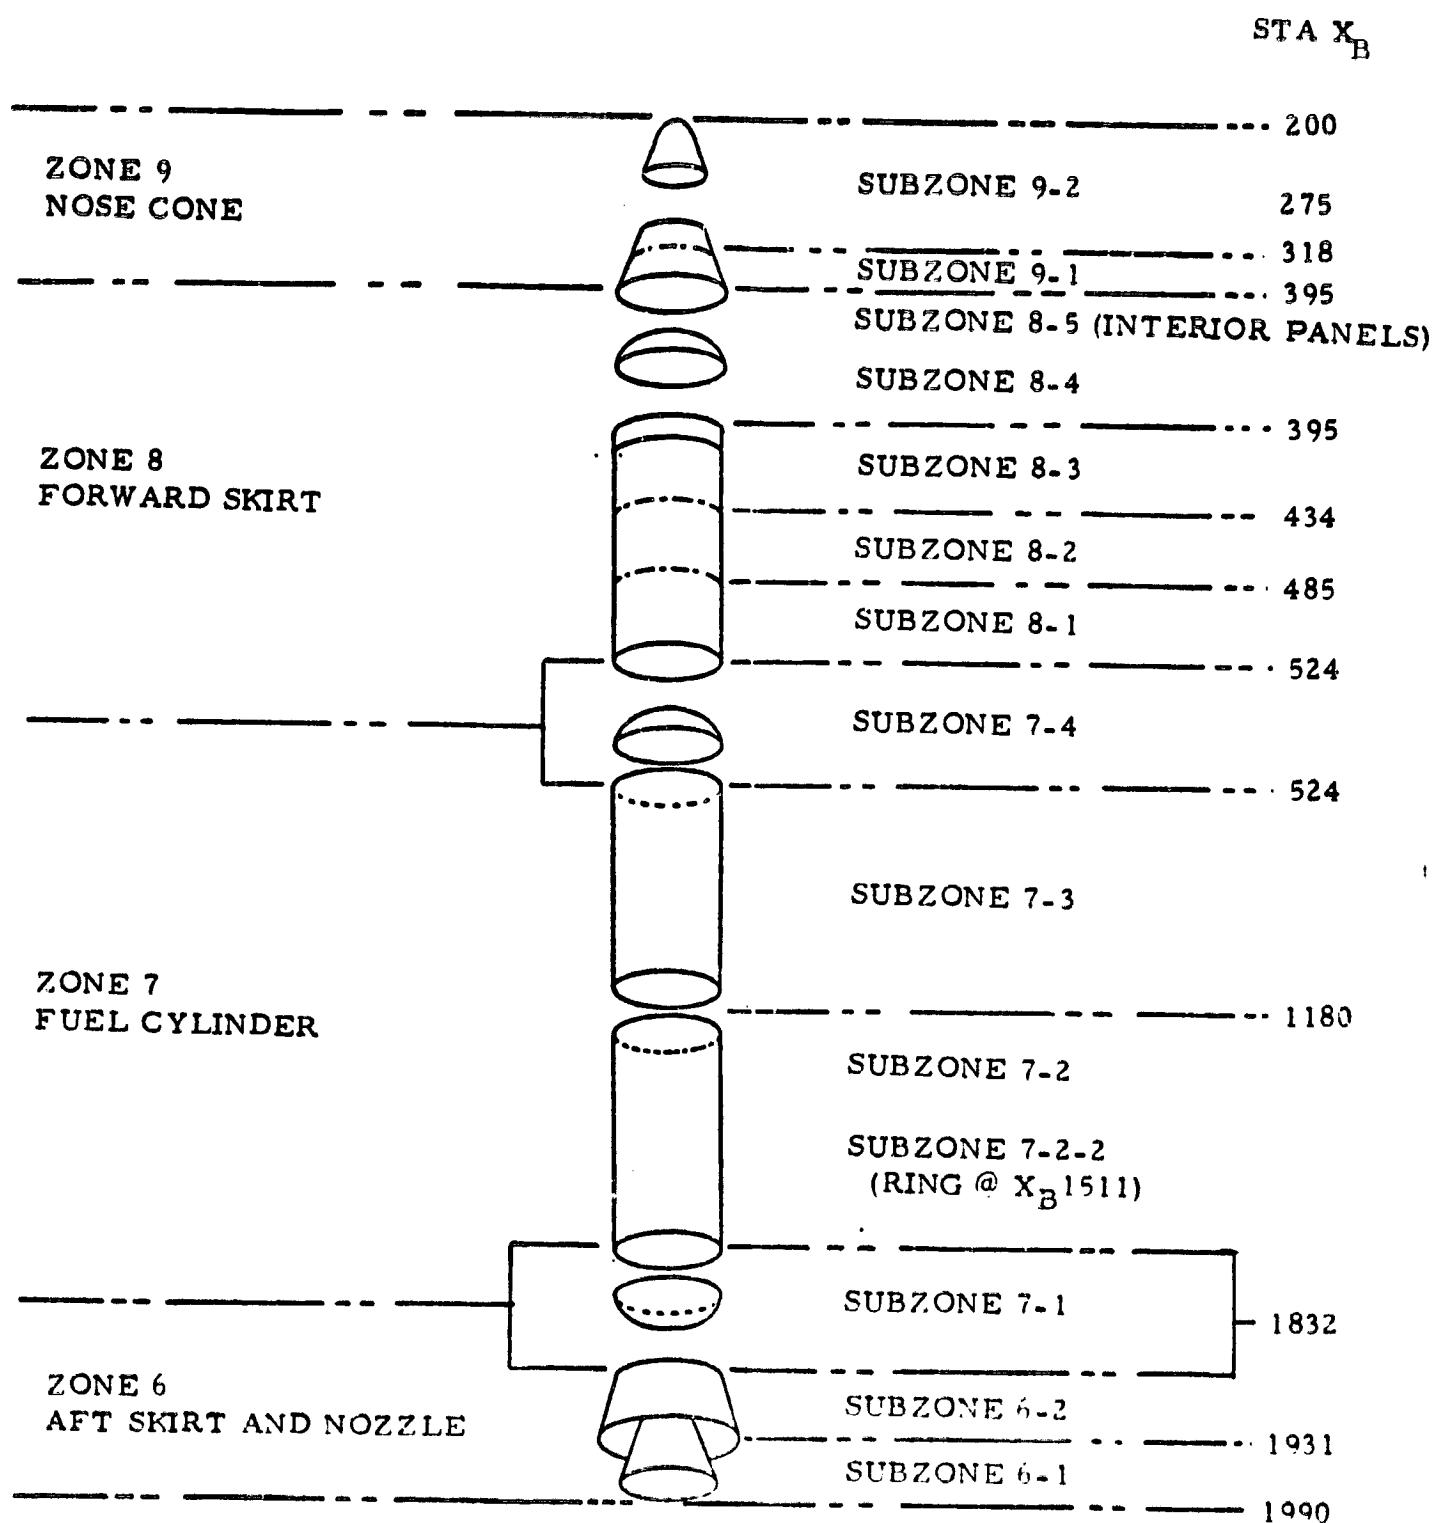 STA X_B
200
ZONE 9
NOSE CONE
SUBZONE 9-2
275
318
SUBZONE 9-1
395
SUBZONE 8-5 (INTERIOR PANELS)
SUBZONE 8-4
395
ZONE 8
FORWARD SKIRT
SUBZONE 8-3
434
SUBZONE 8-2
485
SUBZONE 8-1
524
SUBZONE 7-4
524
SUBZONE 7-3
ZONE 7
FUEL CYLINDER
1180
SUBZONE 7-2
SUBZONE 7-2-2
(RING @ X_B 1511)
SUBZONE 7-1
1832
ZONE 6
AFT SKIRT AND NOZZLE
SUBZONE 6-2
1931
SUBZONE 6-1
1990